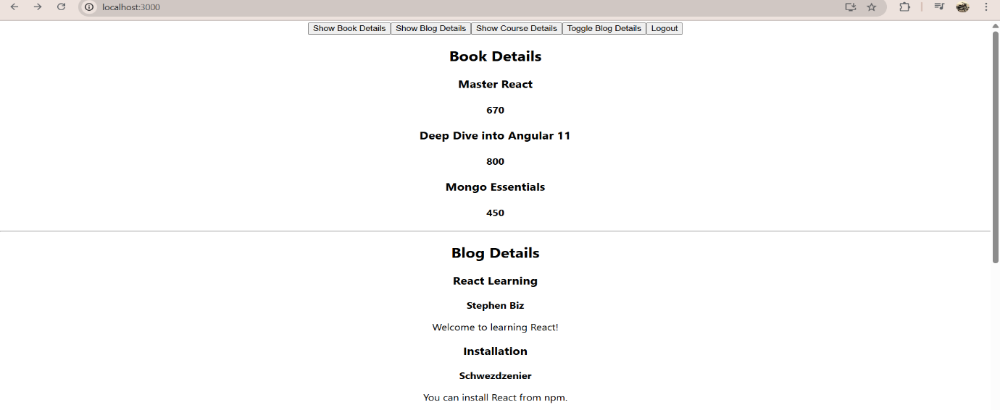 localhost:3000
Show Book Details Show Blog Details Show Course Details Toggle Blog Details Logout
Book Details
Master React
670
Deep Dive into Angular 11
800
Mongo Essentials
450
Blog Details
React Learning
Stephen Biz
Welcome to learning React!
Installation
Schwezdzenier
You can install React from npm.